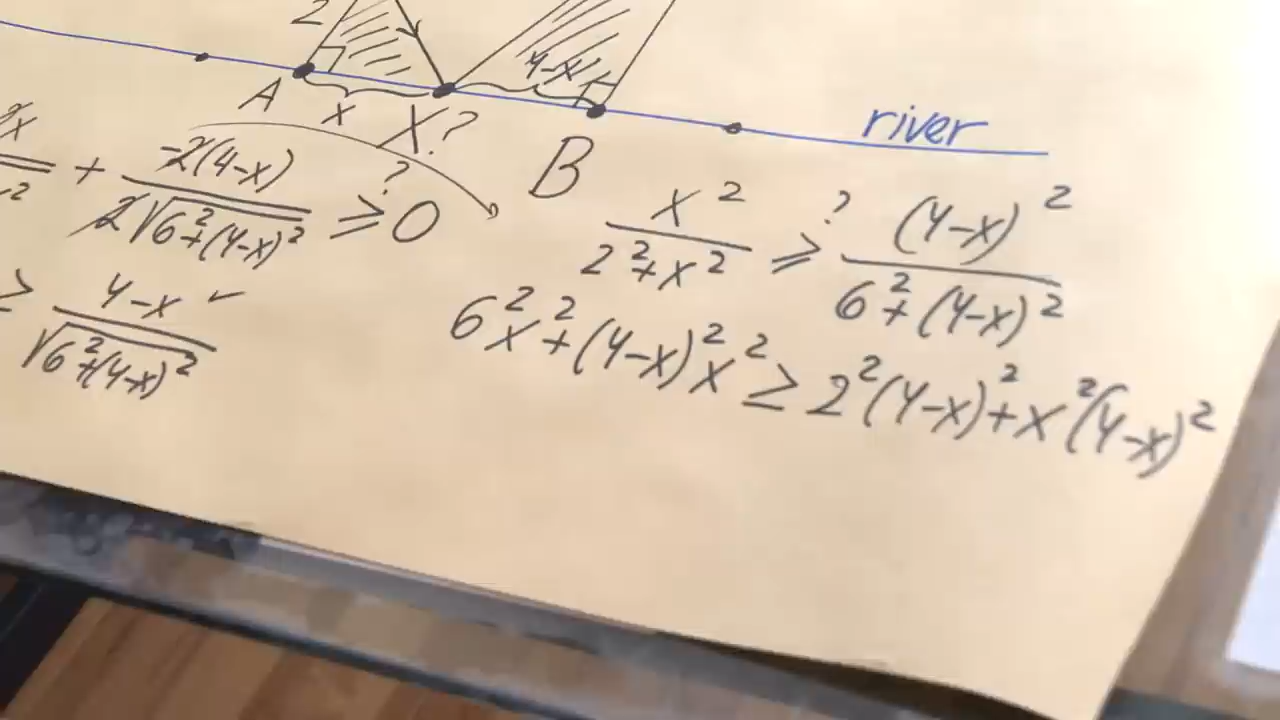 2
4-x
A x X? B
river
x + -2(4-x) / 2√(6²+(4-x)²) ≥? 0
≥ 4-x / √(6²+(4-x)²) ✓
x² / 2²+x² ≥? (4-x)² / 6²+(4-x)²
6²x²+(4-x)²x² ≥ 2²(4-x)²+x²(4-x)²